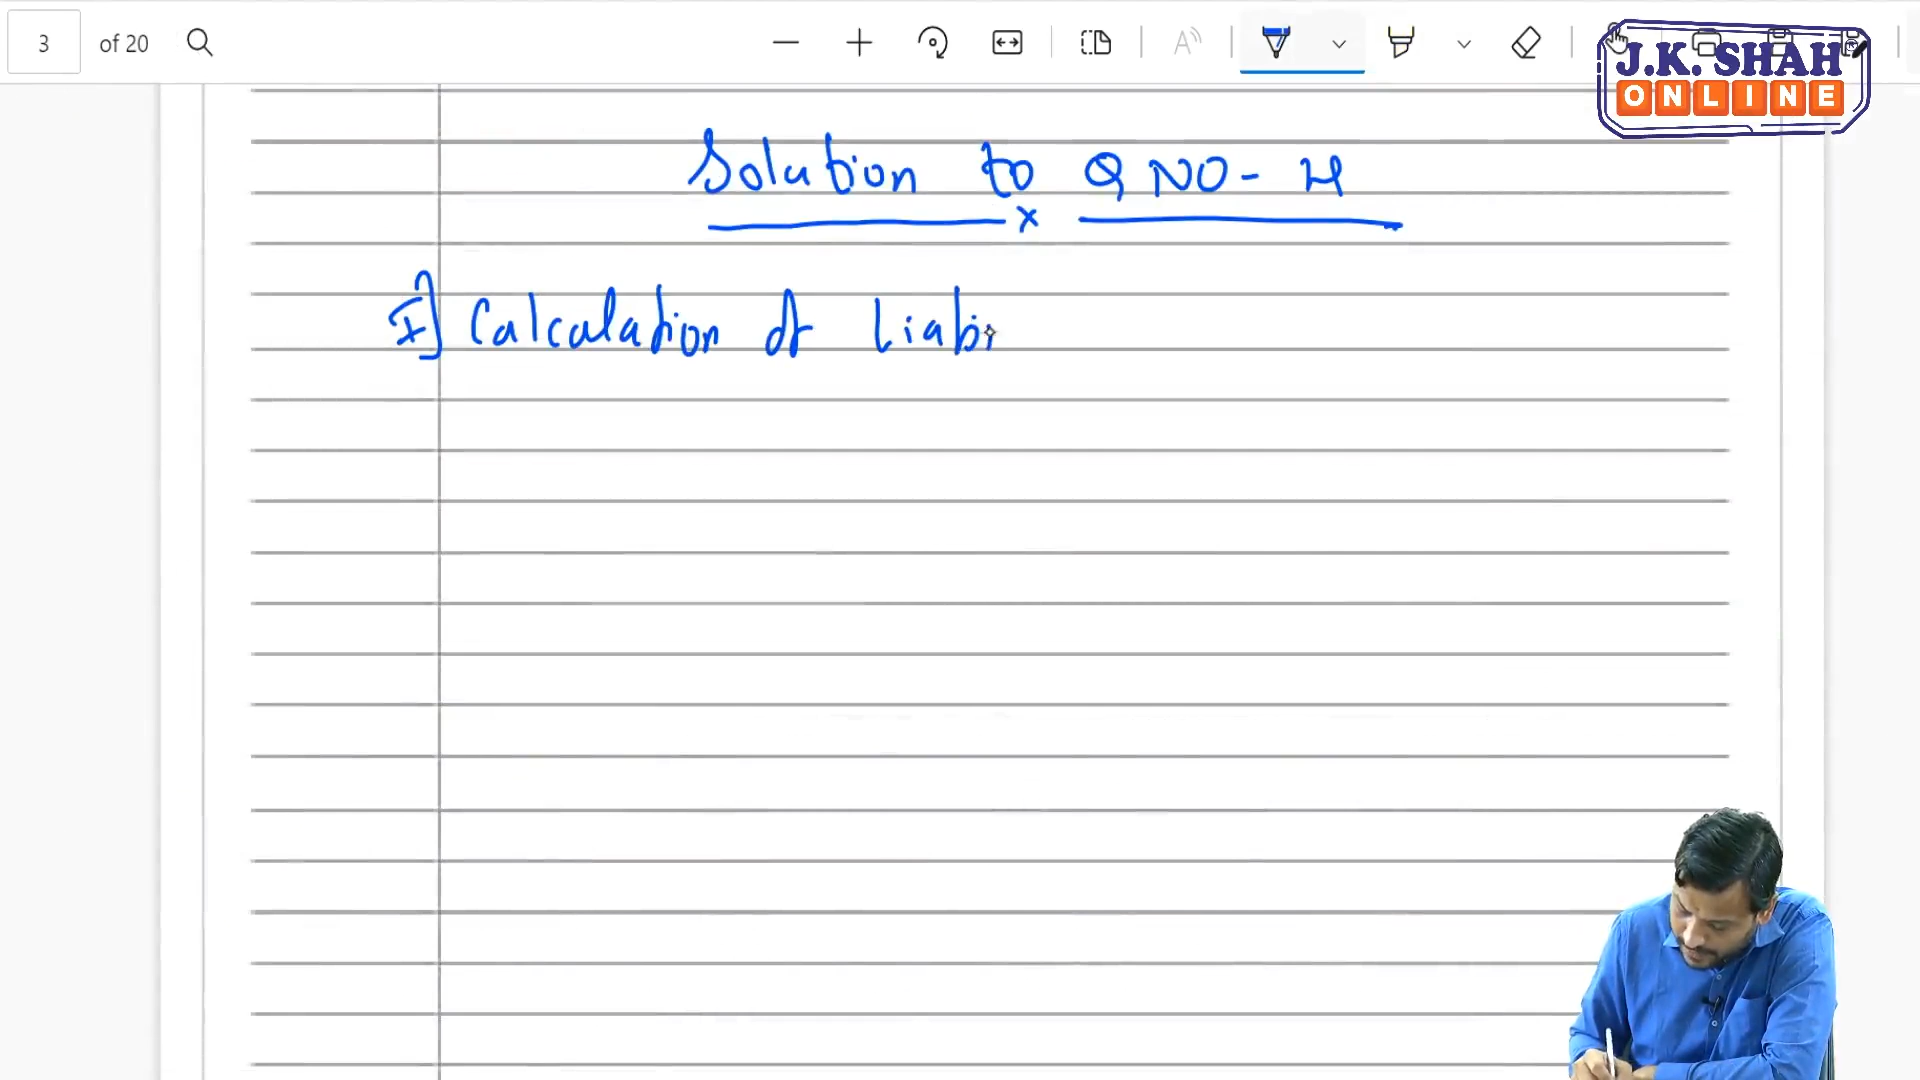 3 of 20
J.K. SHAH
ONLINE
Solution to Q NO - 4
I] Calculation of Liabi